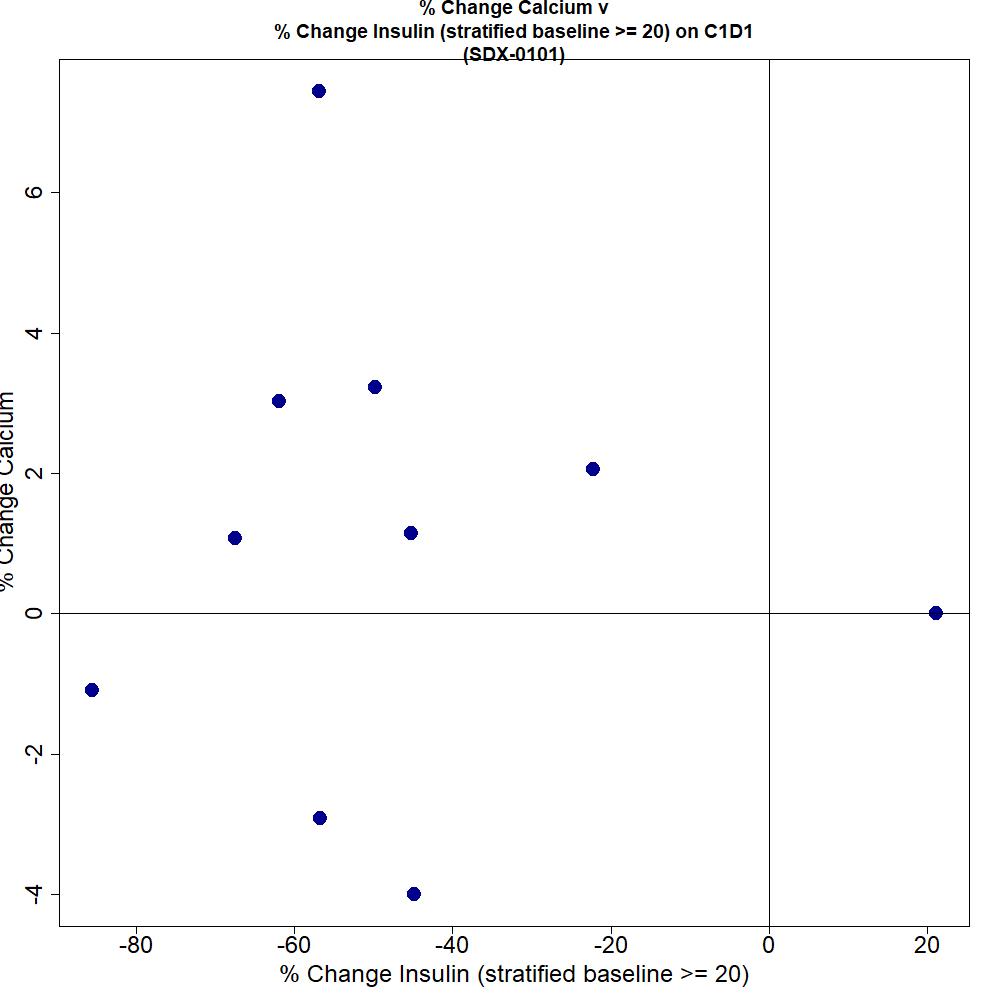 % Change Calcium v
% Change Insulin (stratified baseline >= 20) on C1D1
(SDX-0101)
% Change Calcium
6
4
2
0
-2
-4
-80
-60
-40
-20
0
20
% Change Insulin (stratified baseline >= 20)